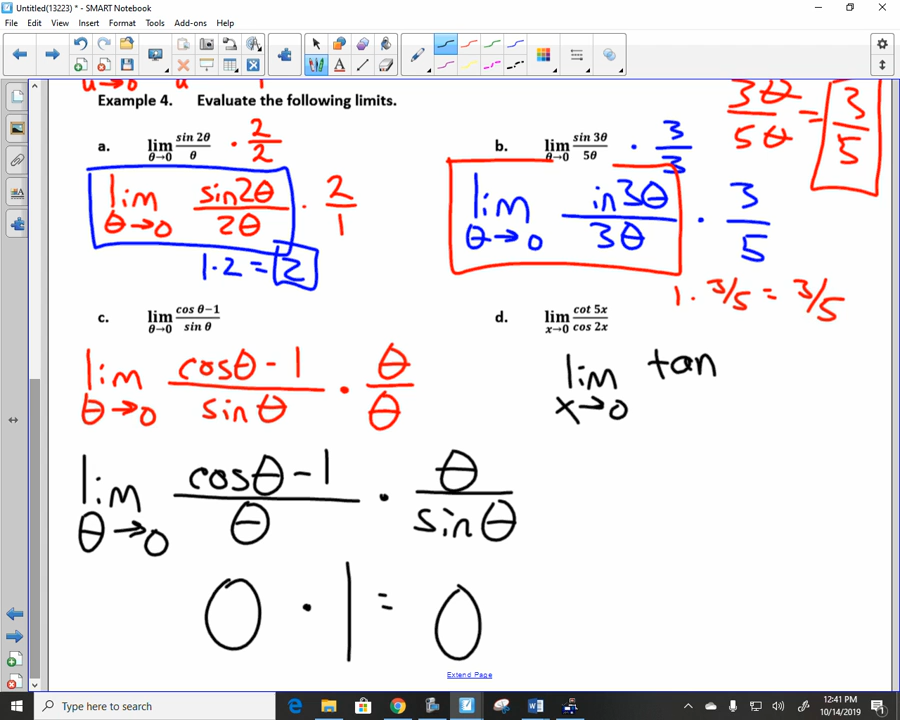 Untitled(13223) * - SMART Notebook
File Edit View Insert Format Tools Add-ons Help
u→0 u 1
Example 4. Evaluate the following limits.
3θ/5θ = 3/5
a. lim θ→0 sin 2θ/θ · 2/2
lim θ→0 sin2θ/2θ · 2/1
1·2 = 2
b. lim θ→0 sin 3θ/5θ · 3/3
lim θ→0 in3θ/3θ · 3/5
1 · 3/5 = 3/5
c. lim θ→0 cos θ−1/sin θ
lim θ→0 cosθ - 1/sinθ · θ/θ
lim θ→0 cosθ - 1/θ · θ/sinθ
0 · 1 = 0
d. lim x→0 cot 5x/cos 2x
lim x→0 tan
Extend Page
Type here to search
12:41 PM
10/14/2019